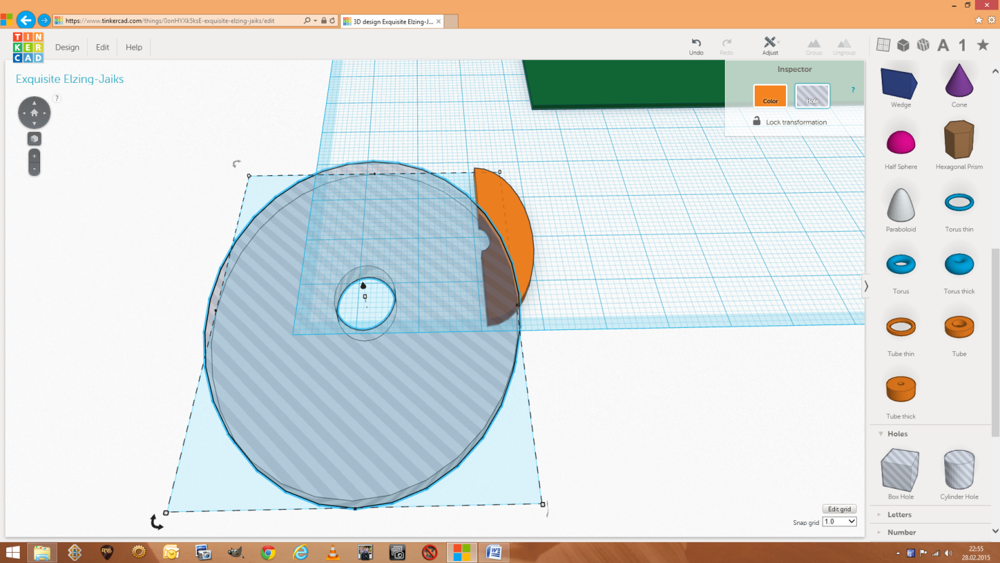 https://www.tinkercad.com/things/0onHYXk5ksE-exquisite-elzing-jaiks/edit
3D design Exquisite Elzing-J...
TIN
KER
CAD
Design
Edit
Help
Undo
Redo
Adjust
Group
Ungroup
A
1
Exquisite Elzing-Jaiks
?
+
-
Inspector
Color
Hole
?
Lock transformation
Wedge
Cone
Half Sphere
Hexagonal Prism
Paraboloid
Torus thin
Torus
Torus thick
Tube thin
Tube
Tube thick
Holes
Box Hole
Cylinder Hole
Letters
Number
Edit grid
Snap grid
1.0
22:55
28.02.2015